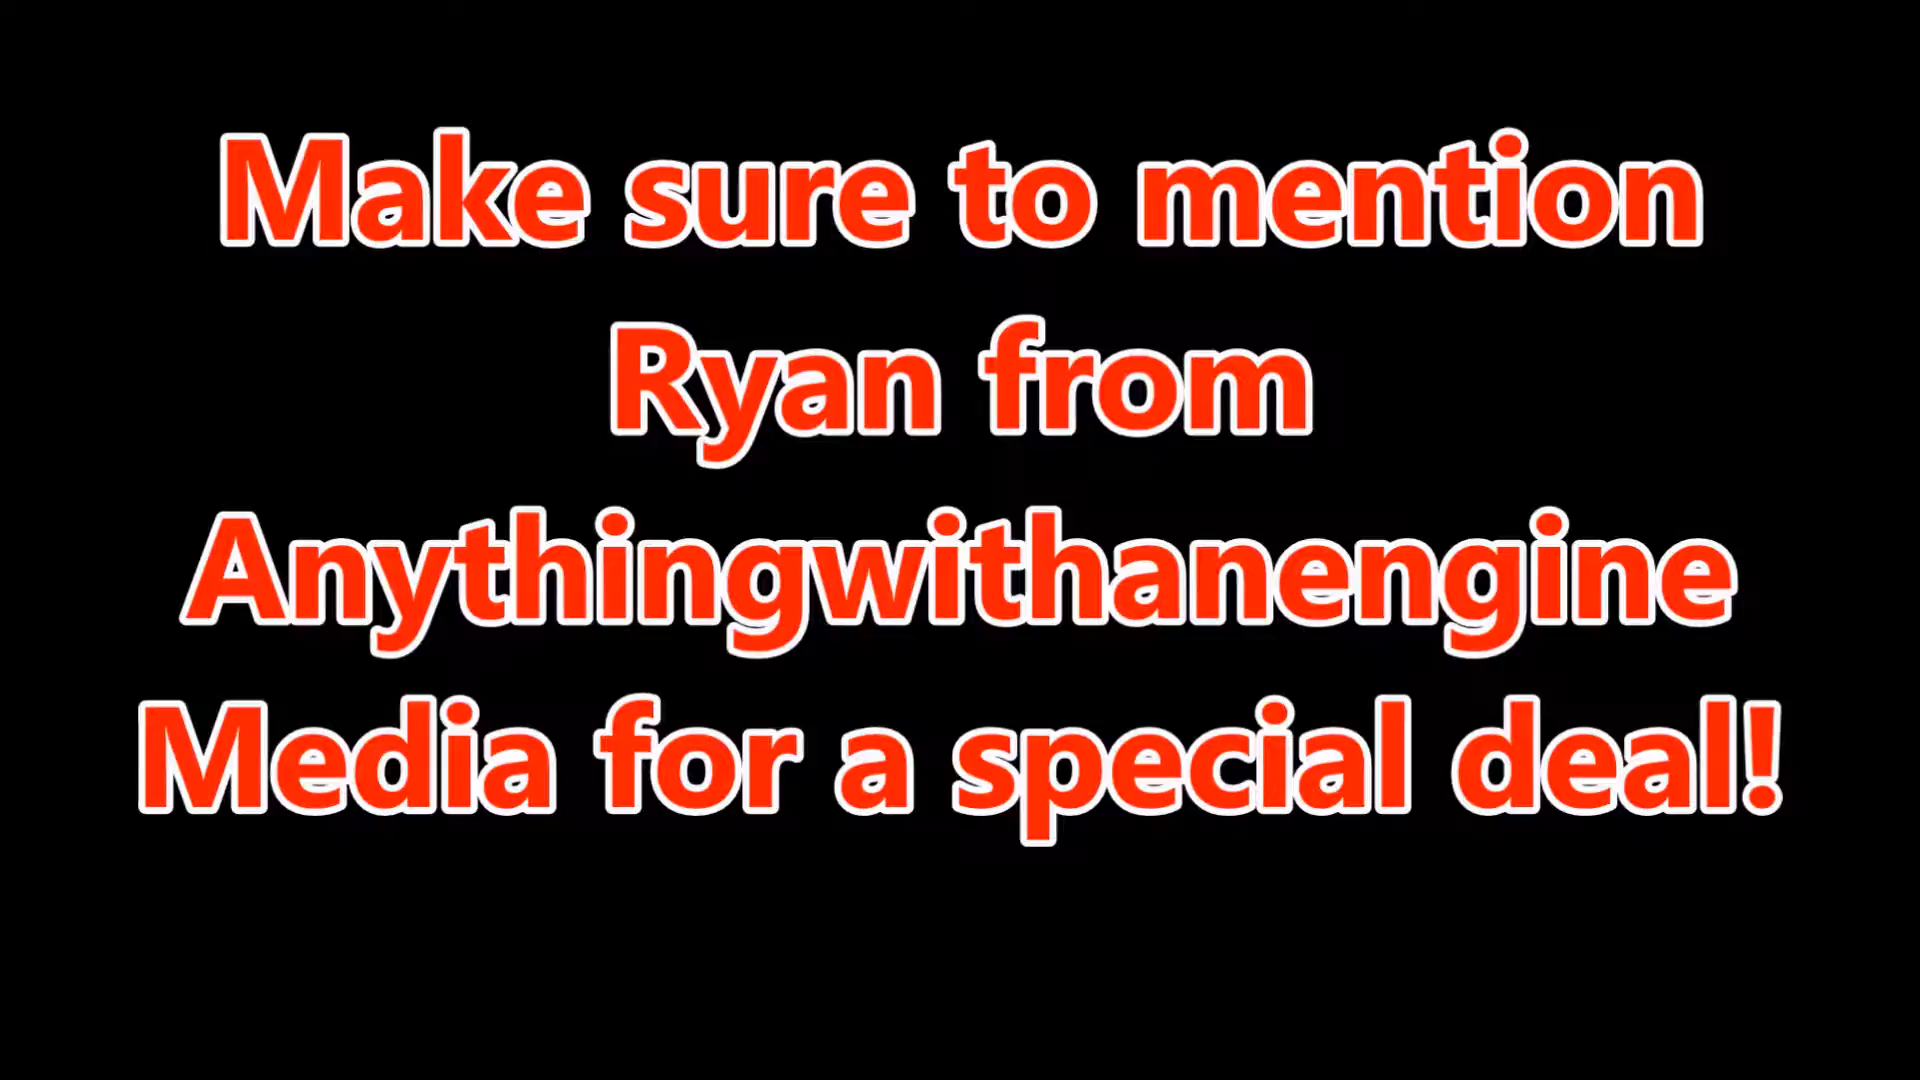 Make sure to mention
Ryan from
Anythingwithanengine
Media for a special deal!